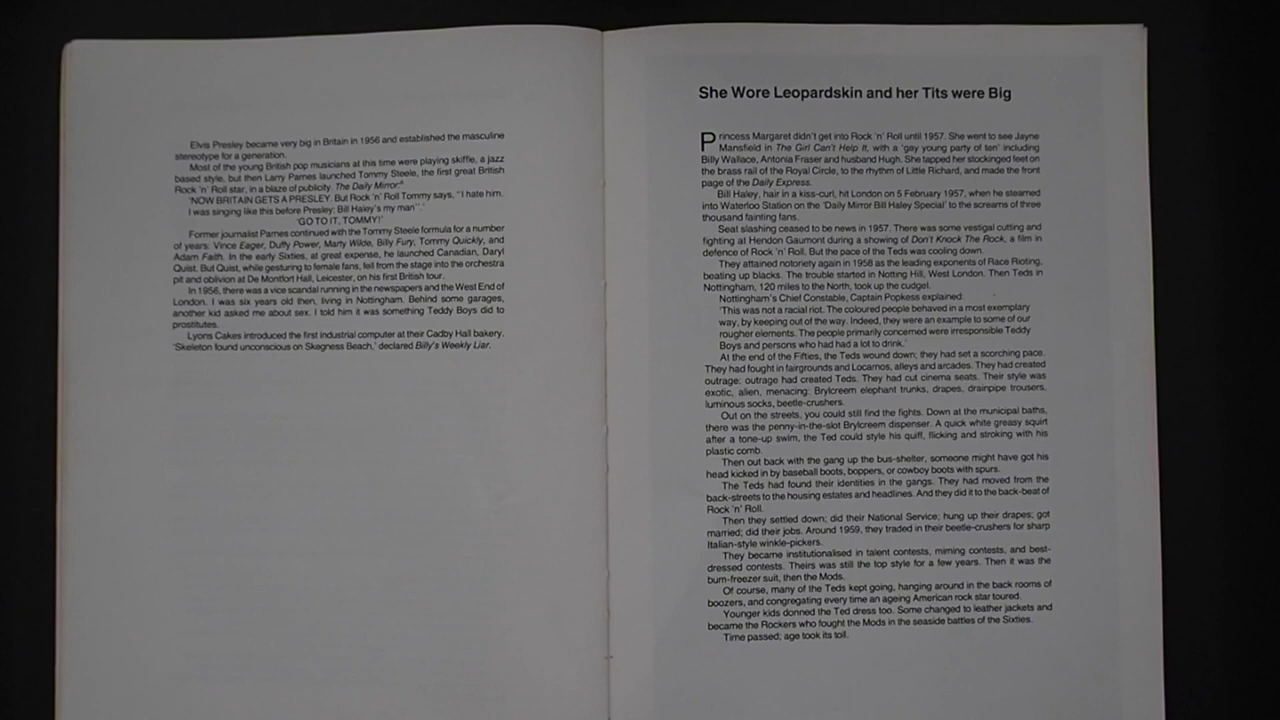 Elvis Presley became very big in Britain in 1956 and established the masculine
stereotype for a generation.
Most of the young British pop musicians at this time were playing skiffle, a jazz
based style, but then Larry Parnes launched Tommy Steele, the first great British
Rock 'n' Roll star, in a blaze of publicity. The Daily Mirror:
'NOW BRITAIN GETS A PRESLEY. But Rock 'n' Roll Tommy says, "I hate him.
I was singing like this before Presley; Bill Haley's my man".'
'GO TO IT, TOMMY!'
Former journalist Parnes continued with the Tommy Steele formula for a number
of years: Vince Eager, Duffy Power, Marty Wilde, Billy Fury, Tommy Quickly, and
Adam Faith. In the early Sixties, at great expense, he launched Canadian, Daryl
Quist. But Quist, while gesturing to female fans, fell from the stage into the orchestra
pit and oblivion at De Montfort Hall, Leicester, on his first British tour.
In 1956, there was a vice scandal running in the newspapers and the West End of
London. I was six years old then, living in Nottingham. Behind some garages,
another kid asked me about sex. I told him it was something Teddy Boys did to
prostitutes.
Lyons Cakes introduced the first industrial computer at their Cadby Hall bakery.
'Skeleton found unconscious on Skegness Beach,' declared Billy's Weekly Liar.
She Wore Leopardskin and her Tits were Big
Princess Margaret didn't get into Rock 'n' Roll until 1957. She went to see Jayne
Mansfield in The Girl Can't Help It, with a 'gay young party of ten' including
Billy Wallace, Antonia Fraser and husband Hugh. She tapped her stockinged feet on
the brass rail of the Royal Circle, to the rhythm of Little Richard, and made the front
page of the Daily Express.
Bill Haley, hair in a kiss-curl, hit London on 5 February 1957, when he steamed
into Waterloo Station on the 'Daily Mirror Bill Haley Special' to the screams of three
thousand fainting fans.
Seat slashing ceased to be news in 1957. There was some vestigal cutting and
fighting at Hendon Gaumont during a showing of Don't Knock The Rock, a film in
defence of Rock 'n' Roll. But the pace of the Teds was cooling down.
They attained notoriety again in 1958 as the leading exponents of Race Rioting,
beating up blacks. The trouble started in Notting Hill, West London. Then Teds in
Nottingham, 120 miles to the North, took up the cudgel.
Nottingham's Chief Constable, Captain Popkess explained
'This was not a racial riot. The coloured people behaved in a most exemplary
way, by keeping out of the way. Indeed, they were an example to some of our
rougher elements. The people primarily concerned were irresponsible Teddy
Boys and persons who had had a lot to drink.'
At the end of the Fifties, the Teds wound down; they had set a scorching pace.
They had fought in fairgrounds and Locarnos, alleys and arcades. They had created
outrage: outrage had created Teds. They had cut cinema seats. Their style was
exotic, alien, menacing: Brylcreem elephant trunks, drapes, drainpipe trousers,
luminous socks, beetle-crushers.
Out on the streets, you could still find the fights. Down at the municipal baths,
there was the penny-in-the-slot Brylcreem dispenser. A quick white greasy squirt
after a tone-up swim, the Ted could style his quiff, flicking and stroking with his
plastic comb.
Then out back with the gang up the bus-shelter, someone might have got his
head kicked in by baseball boots, boppers, or cowboy boots with spurs.
The Teds had found their identities in the gangs. They had moved from the
back-streets to the housing estates and headlines. And they did it to the back-beat of
Rock 'n' Roll.
Then they settled down; did their National Service; hung up their drapes; got
married; did their jobs. Around 1959, they traded in their beetle-crushers for sharp
Italian-style winkle-pickers.
They became institutionalised in talent contests, miming contests, and best-
dressed contests. Theirs was still the top style for a few years. Then it was the
bum-freezer suit, then the Mods.
Of course, many of the Teds kept going, hanging around in the back rooms of
boozers, and congregating every time an ageing American rock star toured.
Younger kids donned the Ted dress too. Some changed to leather jackets and
became the Rockers who fought the Mods in the seaside battles of the Sixties.
Time passed; age took its toll.